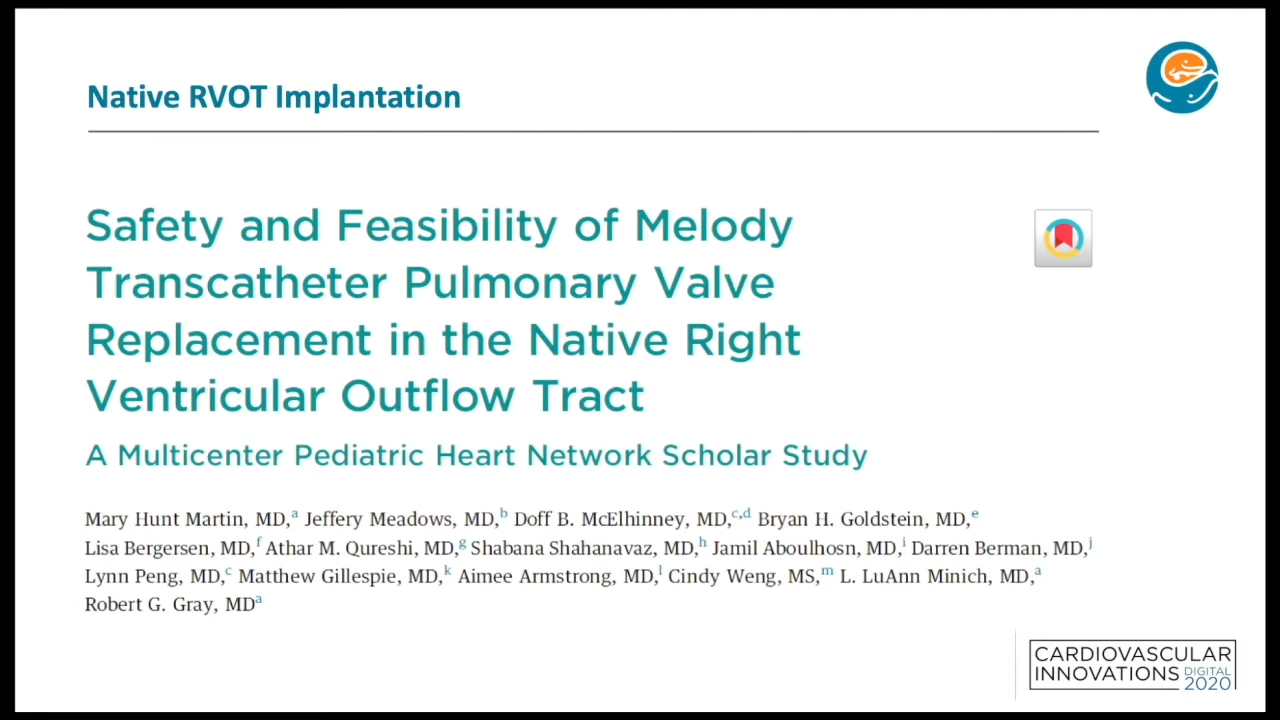 Native RVOT Implantation
Safety and Feasibility of Melody
Transcatheter Pulmonary Valve
Replacement in the Native Right
Ventricular Outflow Tract
A Multicenter Pediatric Heart Network Scholar Study
Mary Hunt Martin, MD,a Jeffery Meadows, MD,b Doff B. McElhinney, MD,c,d Bryan H. Goldstein, MD,e
Lisa Bergersen, MD,f Athar M. Qureshi, MD,g Shabana Shahanavaz, MD,h Jamil Aboulhosn, MD,i Darren Berman, MD,j
Lynn Peng, MD,c Matthew Gillespie, MD,k Aimee Armstrong, MD,l Cindy Weng, MS,m L. LuAnn Minich, MD,a
Robert G. Gray, MDa
CARDIOVASCULAR
INNOVATIONS DIGITAL
2020